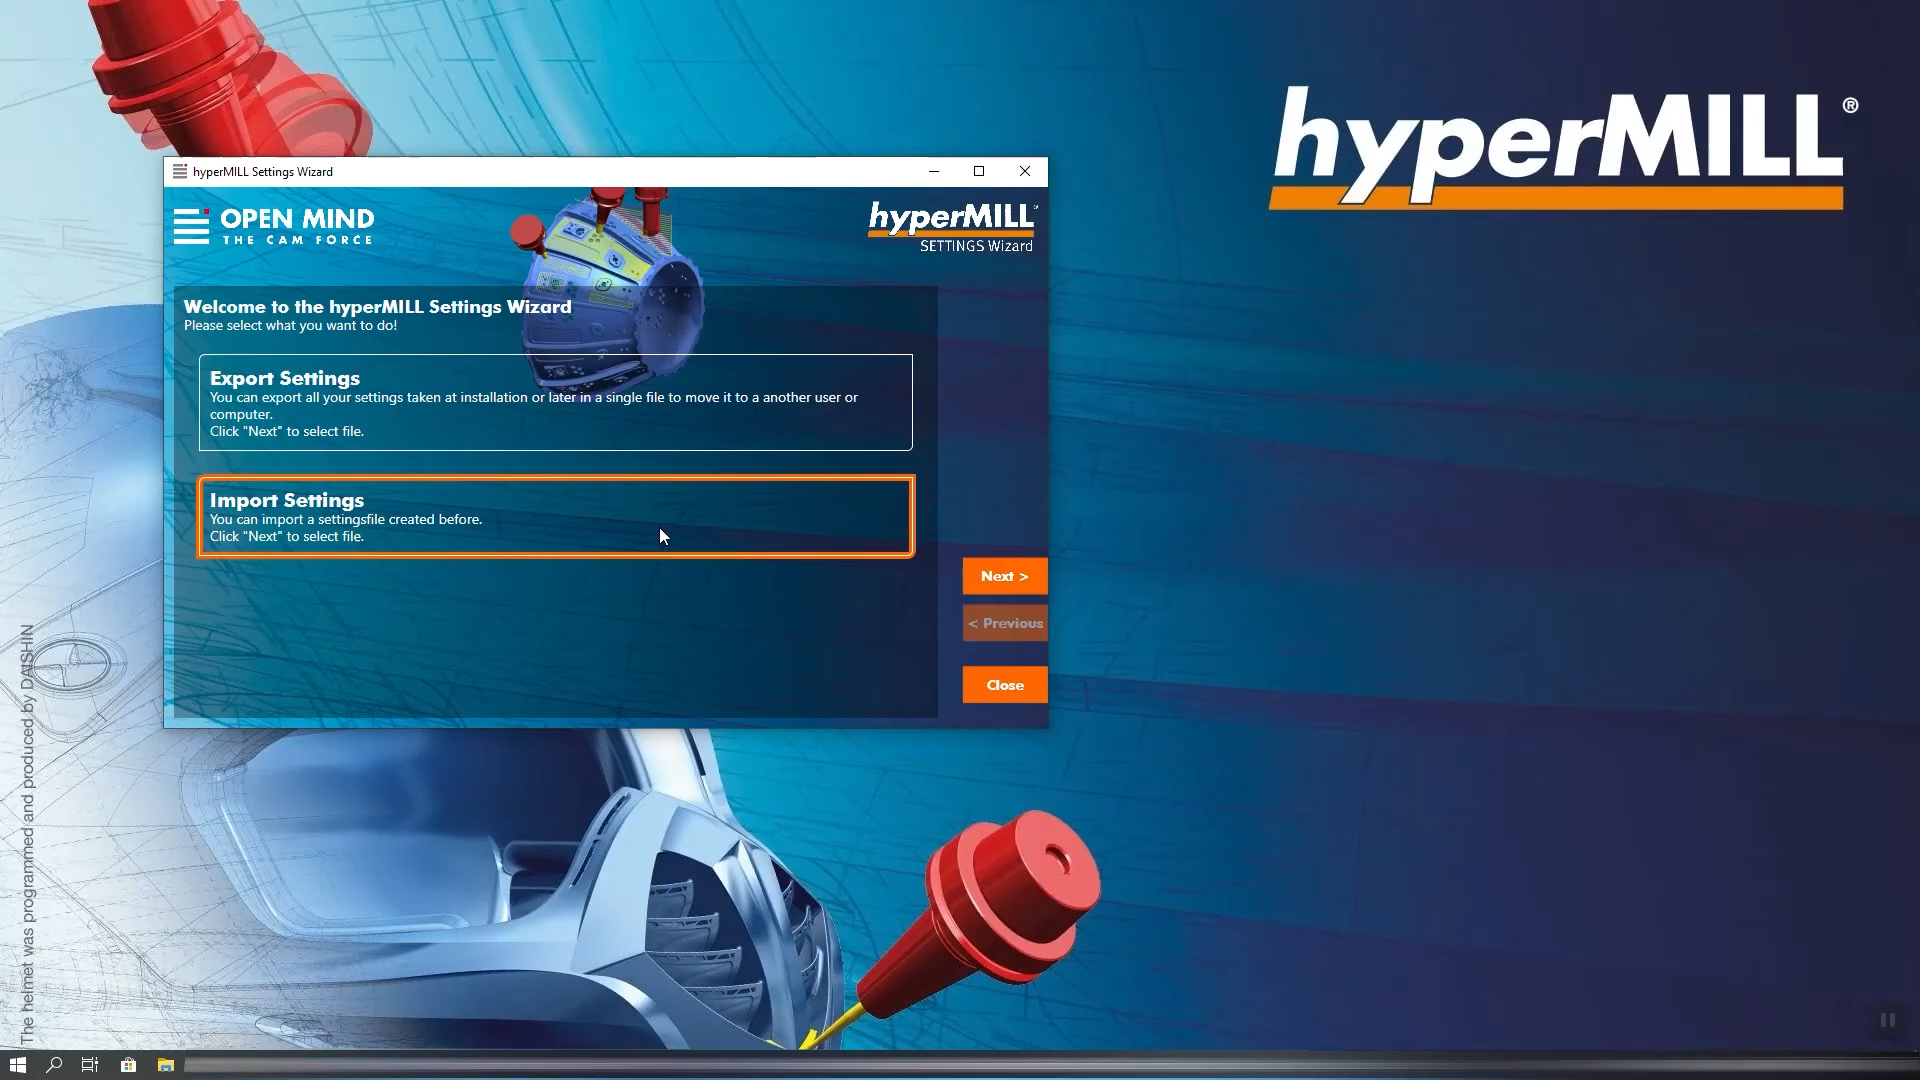 hyperMILL®
hyperMILL Settings Wizard
OPEN MIND
THE CAM FORCE
hyperMILL®
SETTINGS Wizard
Welcome to the hyperMILL Settings Wizard
Please select what you want to do!
Export Settings
You can export all your settings taken at installation or later in a single file to move it to a another user or
computer.
Click "Next" to select file.
Import Settings
You can import a settingsfile created before.
Click "Next" to select file.
Next >
< Previous
Close
The helmet was programmed and produced by DAISHIN